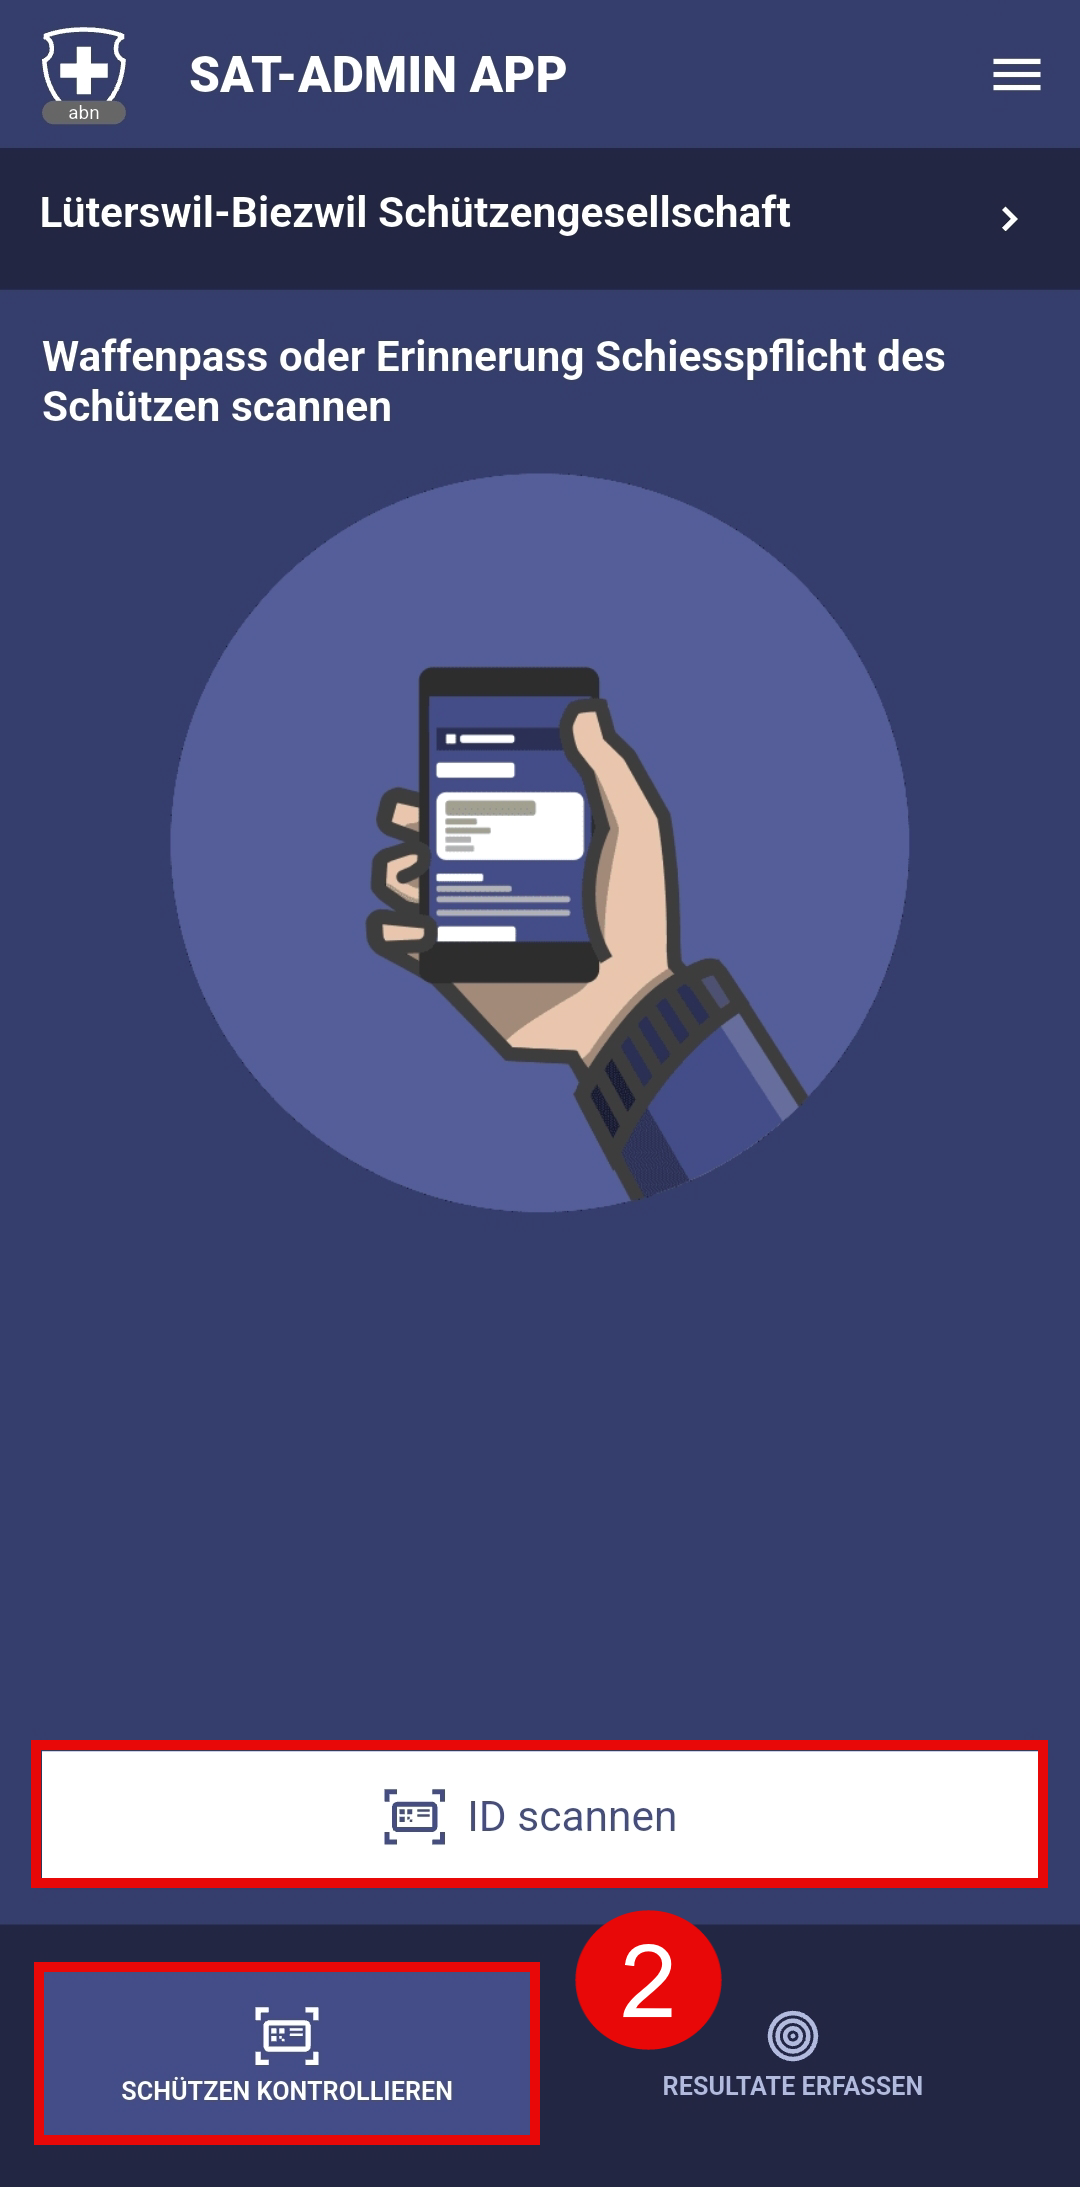 abn
SAT-ADMIN APP
Lüterswil-Biezwil Schützengesellschaft
Waffenpass oder Erinnerung Schiesspflicht des
Schützen scannen
ID scannen
2
SCHÜTZEN KONTROLLIEREN
RESULTATE ERFASSEN